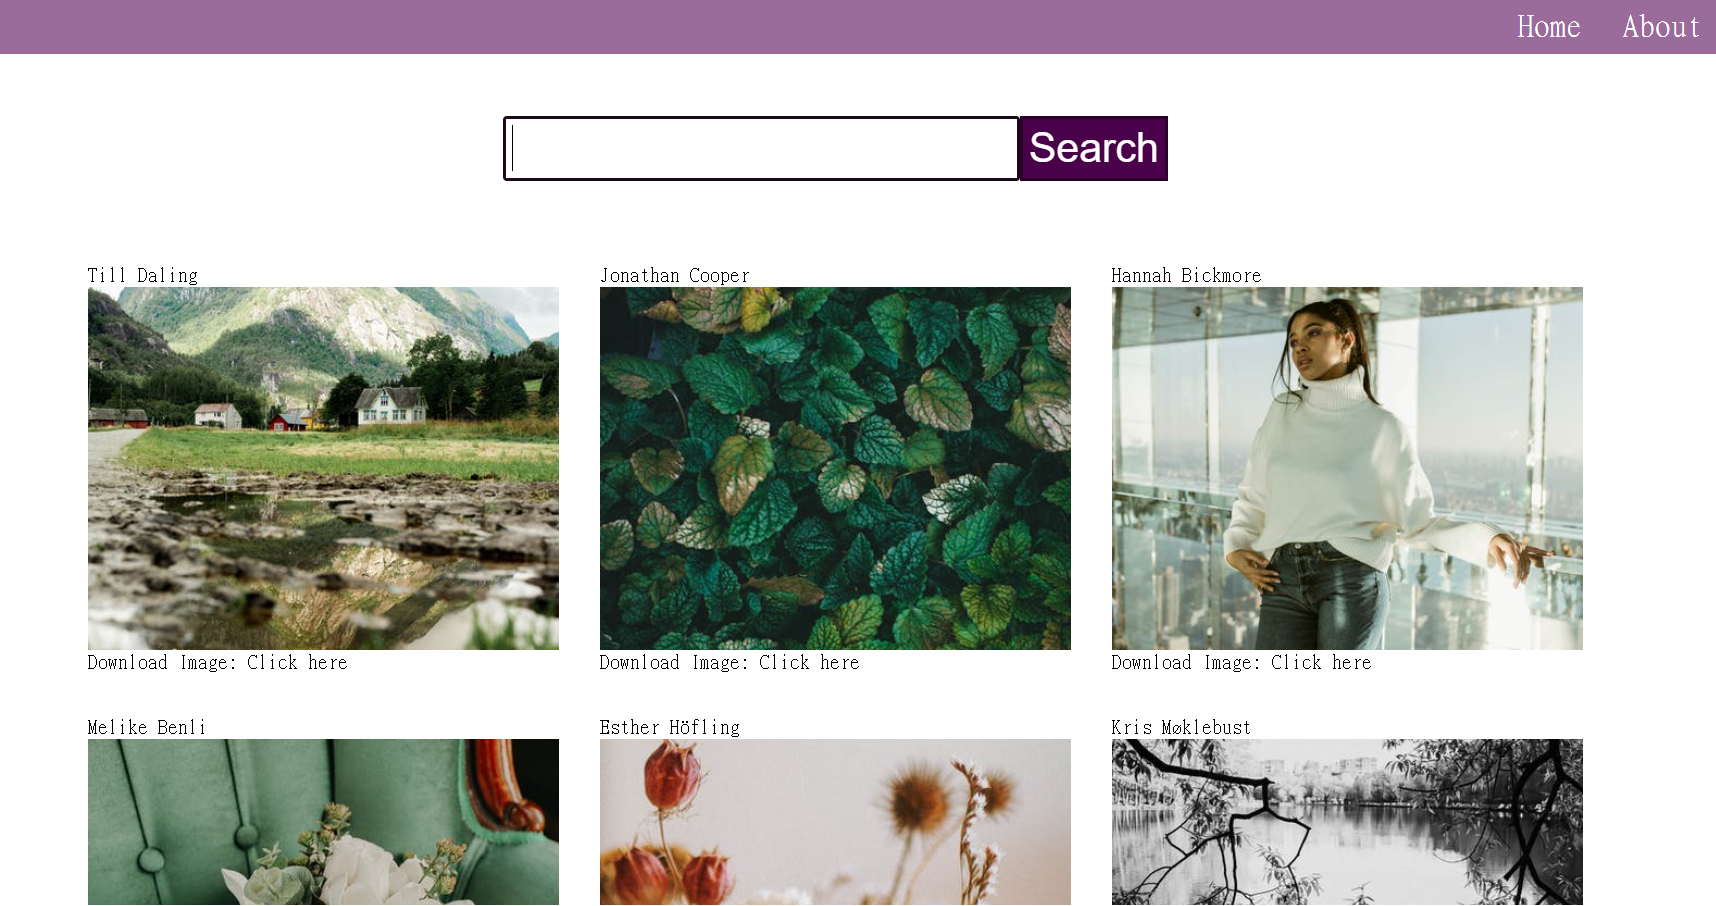 Home About
Search
Till Daling Jonathan Cooper Hannah Bickmore
Download Image: Click here Download Image: Click here Download Image: Click here
Melike Benli Esther Höfling Kris Møklebust